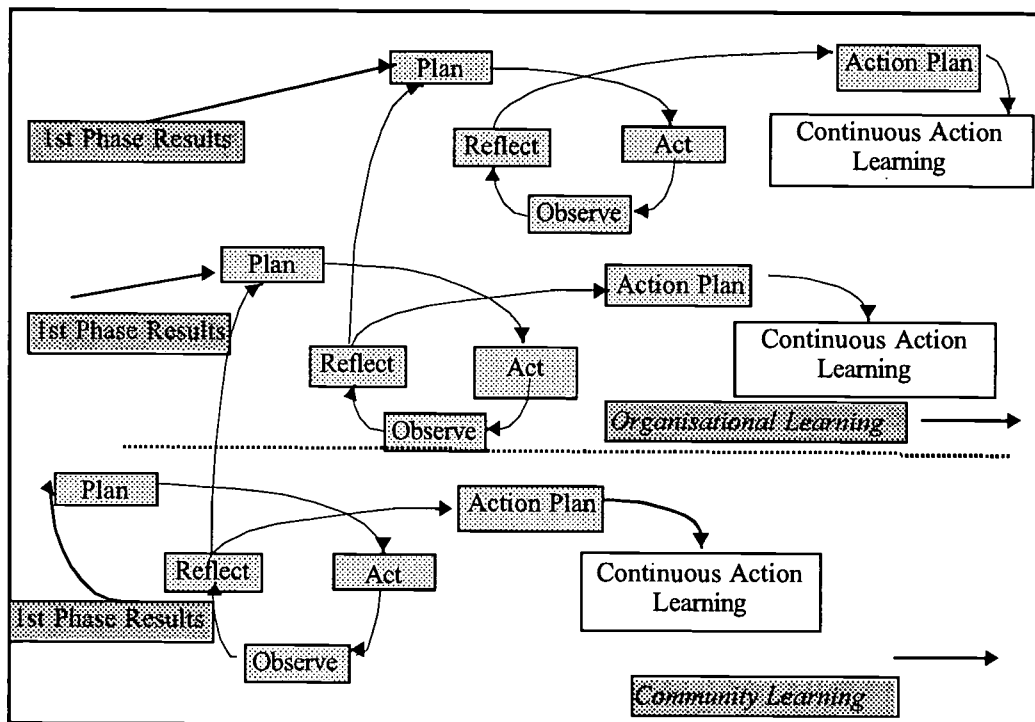 Plan
Action Plan
1st Phase Results
Reflect
Act
Continuous Action
Learning
Observe
Plan
Action Plan
1st Phase Results
Reflect
Act
Continuous Action
Learning
Observe
Organisational Learning
Plan
Action Plan
Reflect
Act
Continuous Action
Learning
1st Phase Results
Observe
Community Learning